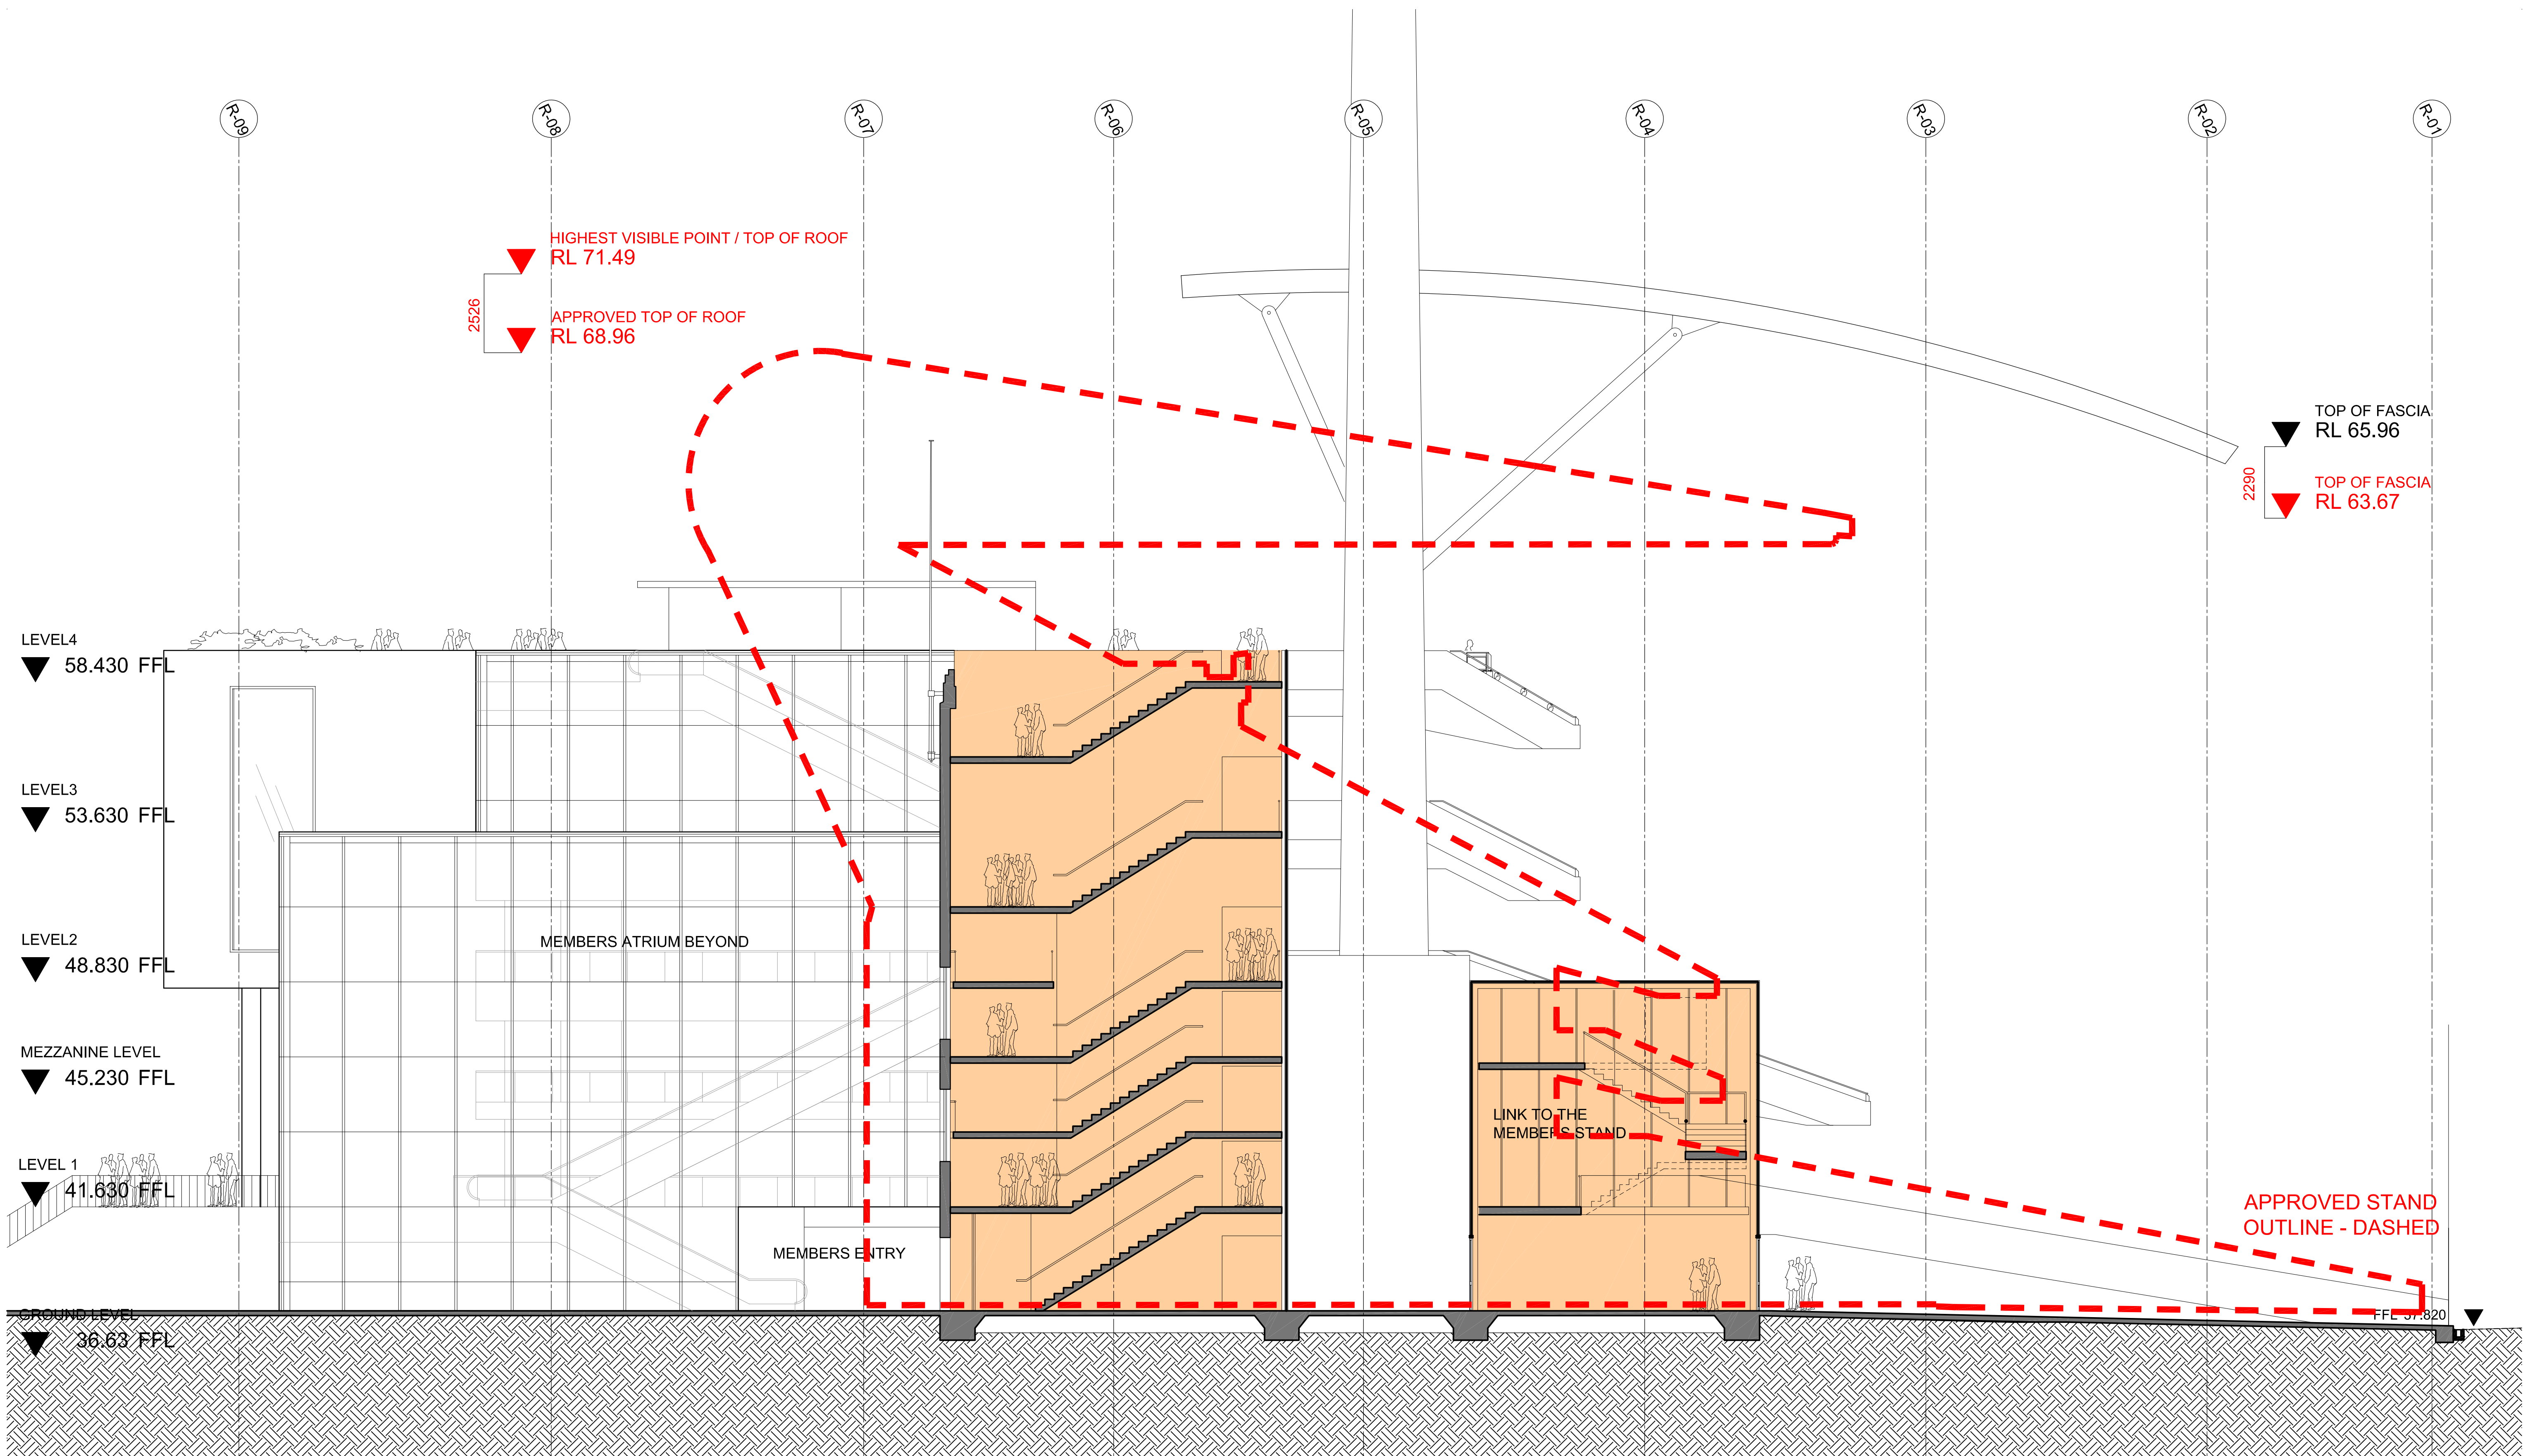 R-09
R-08
R-07
R-06
R-05
R-04
R-03
R-02
R-01
HIGHEST VISIBLE POINT / TOP OF ROOF
RL 71.49
2526
APPROVED TOP OF ROOF
RL 68.96
TOP OF FASCIA
RL 65.96
2290
TOP OF FASCIA
RL 63.67
LEVEL4
58.430 FFL
LEVEL3
53.630 FFL
LEVEL2
48.830 FFL
MEMBERS ATRIUM BEYOND
MEZZANINE LEVEL
45.230 FFL
LINK TO THE
MEMBERS STAND
LEVEL 1
41.630 FFL
APPROVED STAND
OUTLINE - DASHED
MEMBERS ENTRY
GROUND LEVEL
36.63 FFL
FFL 37.820